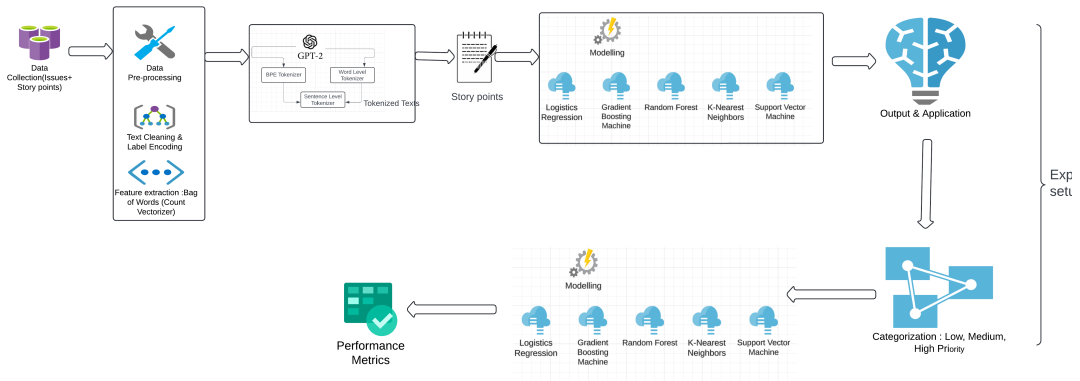 Data
Collection(Issues+
Story points)
Data
Pre-processing
Text Cleaning &
Label Encoding
Feature extraction :Bag
of Words (Count
Vectorizer)
GPT-2
BPE Tokenizer
Word Level
Tokenizer
Sentence Level
Tokenizer
Tokenized Texts
Story points
Modelling
Logistics
Regression
Gradient
Boosting
Machine
Random Forest
K-Nearest
Neighbors
Support Vector
Machine
Output & Application
Exp
setu
Categorization : Low, Medium,
High Priority
Modelling
Logistics
Regression
Gradient
Boosting
Machine
Random Forest
K-Nearest
Neighbors
Support Vector
Machine
Performance
Metrics